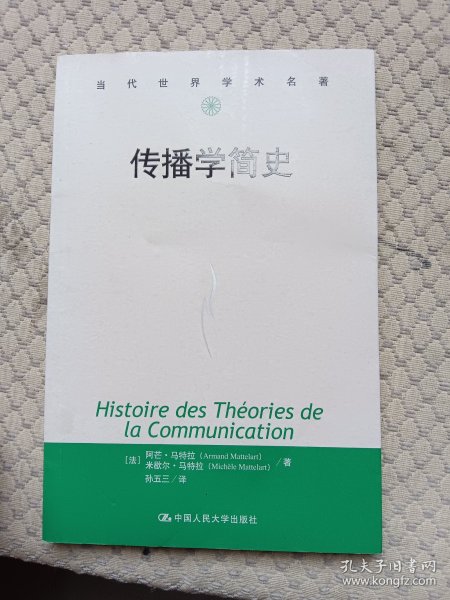 当代世界学术名著
传播学简史
Histoire des Théories de
la Communication
[法] 阿芒·马特拉 (Armand Mattelart)
米歇尔·马特拉 (Michèle Mattelart) / 著
孙五三 / 译
中国人民大学出版社
孔夫子旧书网
www.kongfz.com